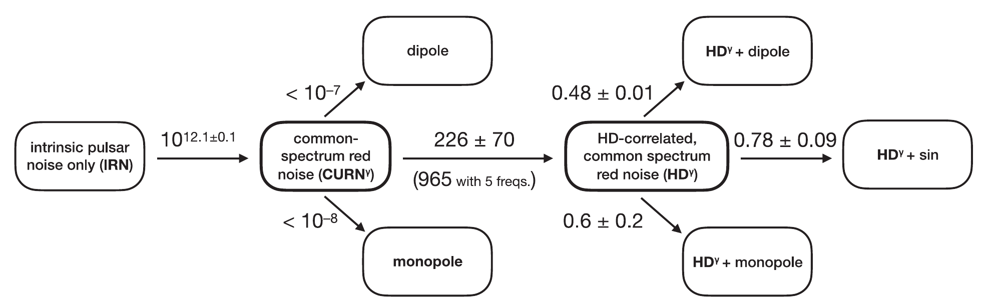 dipole
HDᵞ + dipole
< 10⁻⁷
0.48 ± 0.01
intrinsic pulsar
noise only (IRN)
10¹²·¹±⁰·¹
common-
spectrum red
noise (CURNᵞ)
226 ± 70
(965 with 5 freqs.)
HD-correlated,
common spectrum
red noise (HDᵞ)
0.78 ± 0.09
HDᵞ + sin
< 10⁻⁸
0.6 ± 0.2
monopole
HDᵞ + monopole